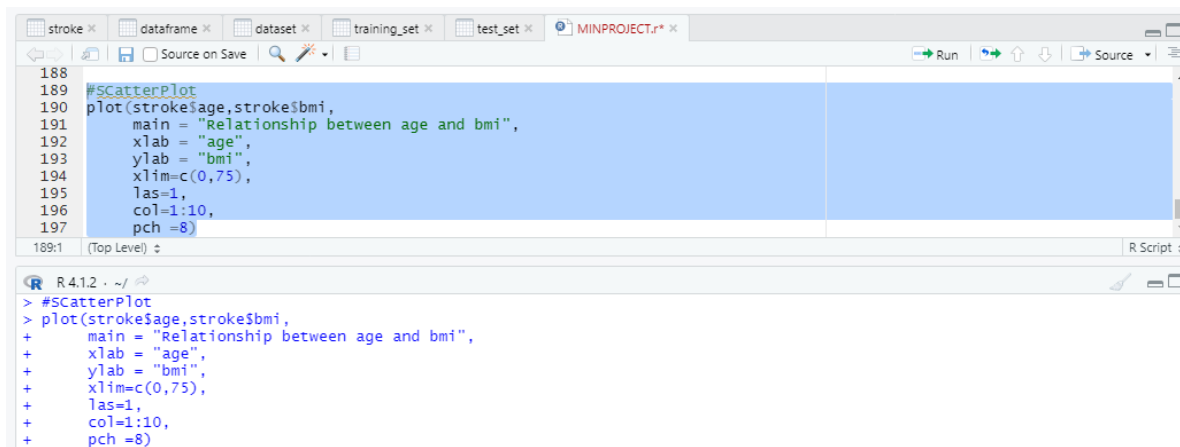 stroke × dataframe × dataset × training_set × test_set × MINPROJECT.r* ×
Source on Save Run Source
188
189 #SCatterPlot
190 plot(stroke$age,stroke$bmi,
191 main = "Relationship between age and bmi",
192 xlab = "age",
193 ylab = "bmi",
194 xlim=c(0,75),
195 las=1,
196 col=1:10,
197 pch =8)
189:1 (Top Level) R Script
R R 4.1.2 · ~/
> #SCatterPlot
> plot(stroke$age,stroke$bmi,
+ main = "Relationship between age and bmi",
+ xlab = "age",
+ ylab = "bmi",
+ xlim=c(0,75),
+ las=1,
+ col=1:10,
+ pch =8)